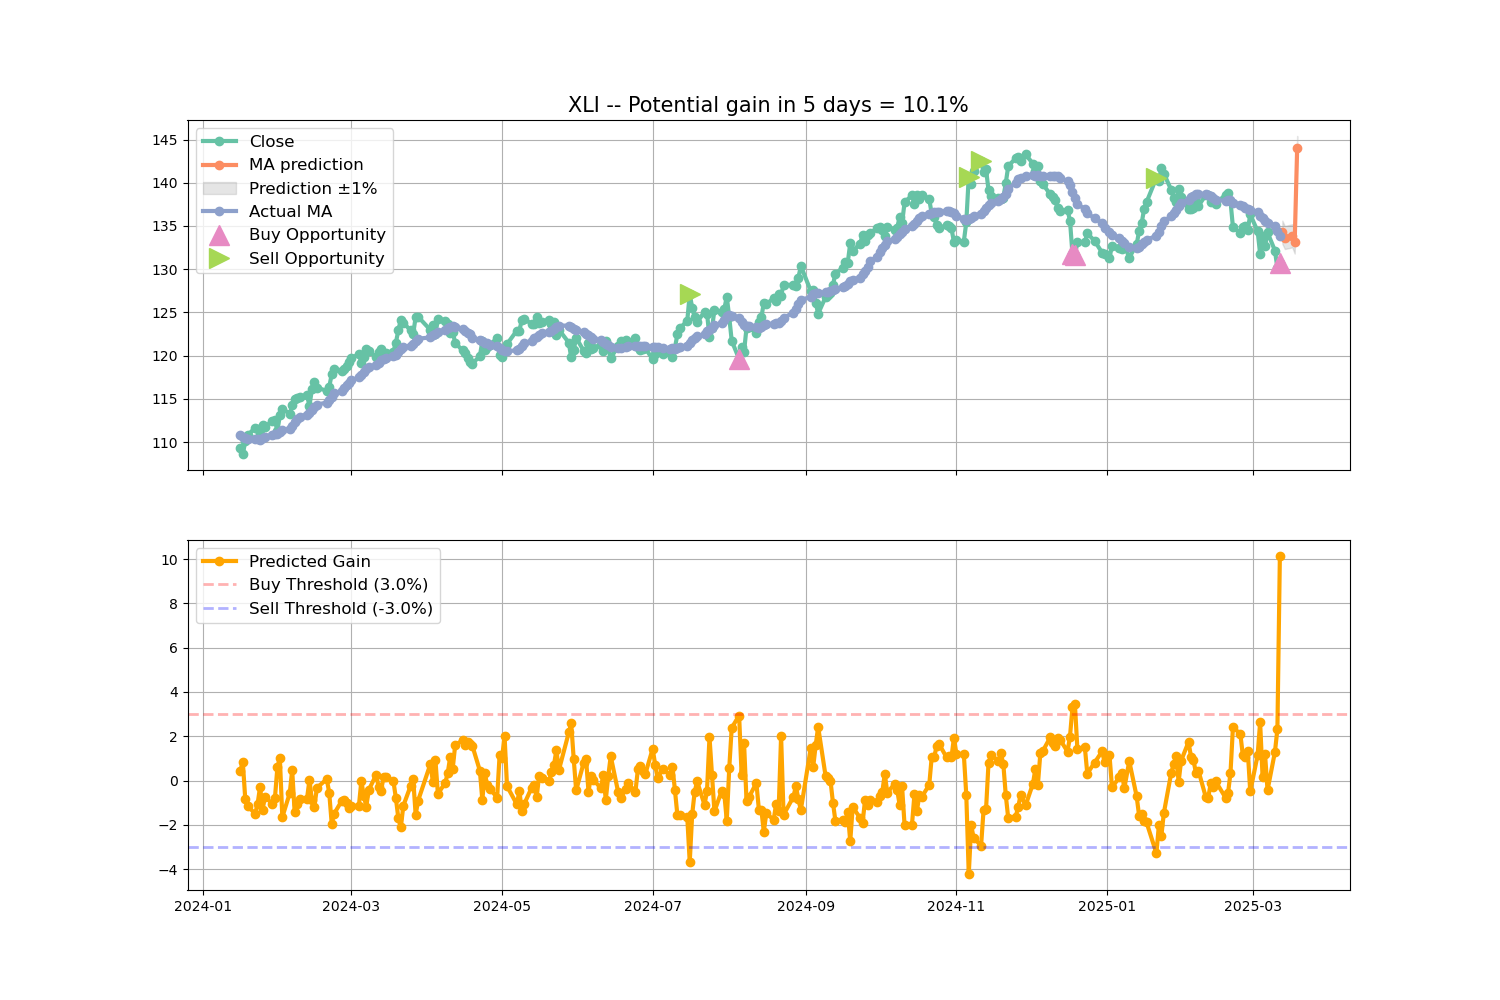 XLI -- Potential gain in 5 days = 10.1%
145
140
135
130
125
120
115
110
Close
MA prediction
Prediction ±1%
Actual MA
Buy Opportunity
Sell Opportunity
10
8
6
4
2
0
−2
−4
Predicted Gain
Buy Threshold (3.0%)
Sell Threshold (-3.0%)
2024-01
2024-03
2024-05
2024-07
2024-09
2024-11
2025-01
2025-03